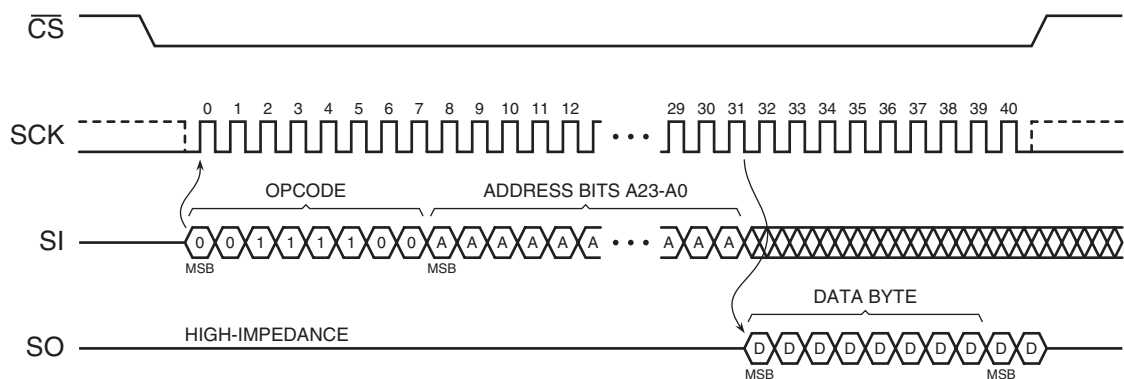 CS
0 1 2 3 4 5 6 7 8 9 10 11 12 29 30 31 32 33 34 35 36 37 38 39 40
SCK
OPCODE ADDRESS BITS A23-A0
SI 0 0 1 1 1 1 0 0 A A A A A A A A A
MSB MSB
DATA BYTE
HIGH-IMPEDANCE
SO D D D D D D D D D D
MSB MSB